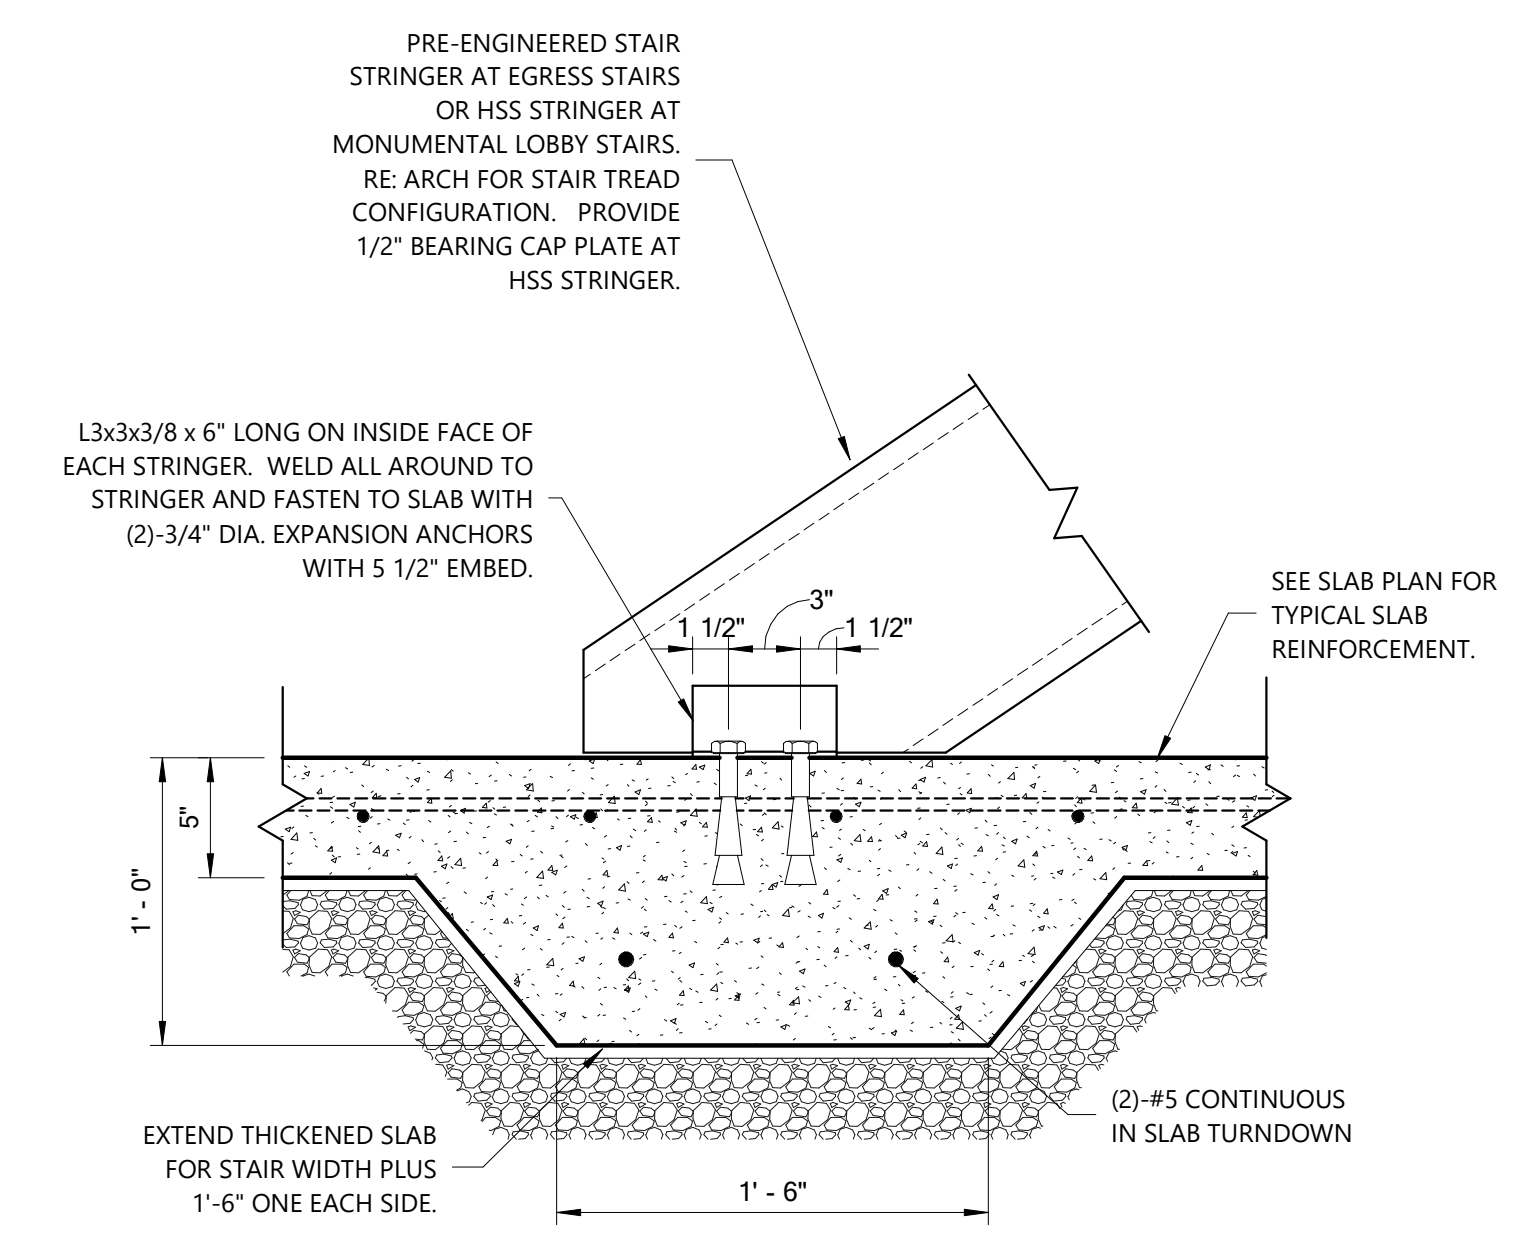 PRE-ENGINEERED STAIR
STRINGER AT EGRESS STAIRS
OR HSS STRINGER AT
MONUMENTAL LOBBY STAIRS.
RE: ARCH FOR STAIR TREAD
CONFIGURATION. PROVIDE
1/2" BEARING CAP PLATE AT
HSS STRINGER.
L3x3x3/8 x 6" LONG ON INSIDE FACE OF
EACH STRINGER. WELD ALL AROUND TO
STRINGER AND FASTEN TO SLAB WITH
(2)-3/4" DIA. EXPANSION ANCHORS
WITH 5 1/2" EMBED.
SEE SLAB PLAN FOR
TYPICAL SLAB
REINFORCEMENT.
3"
1 1/2"
1 1/2"
5"
1' - 0"
(2)-#5 CONTINUOUS
IN SLAB TURNDOWN
EXTEND THICKENED SLAB
FOR STAIR WIDTH PLUS
1'-6" ONE EACH SIDE.
1' - 6"